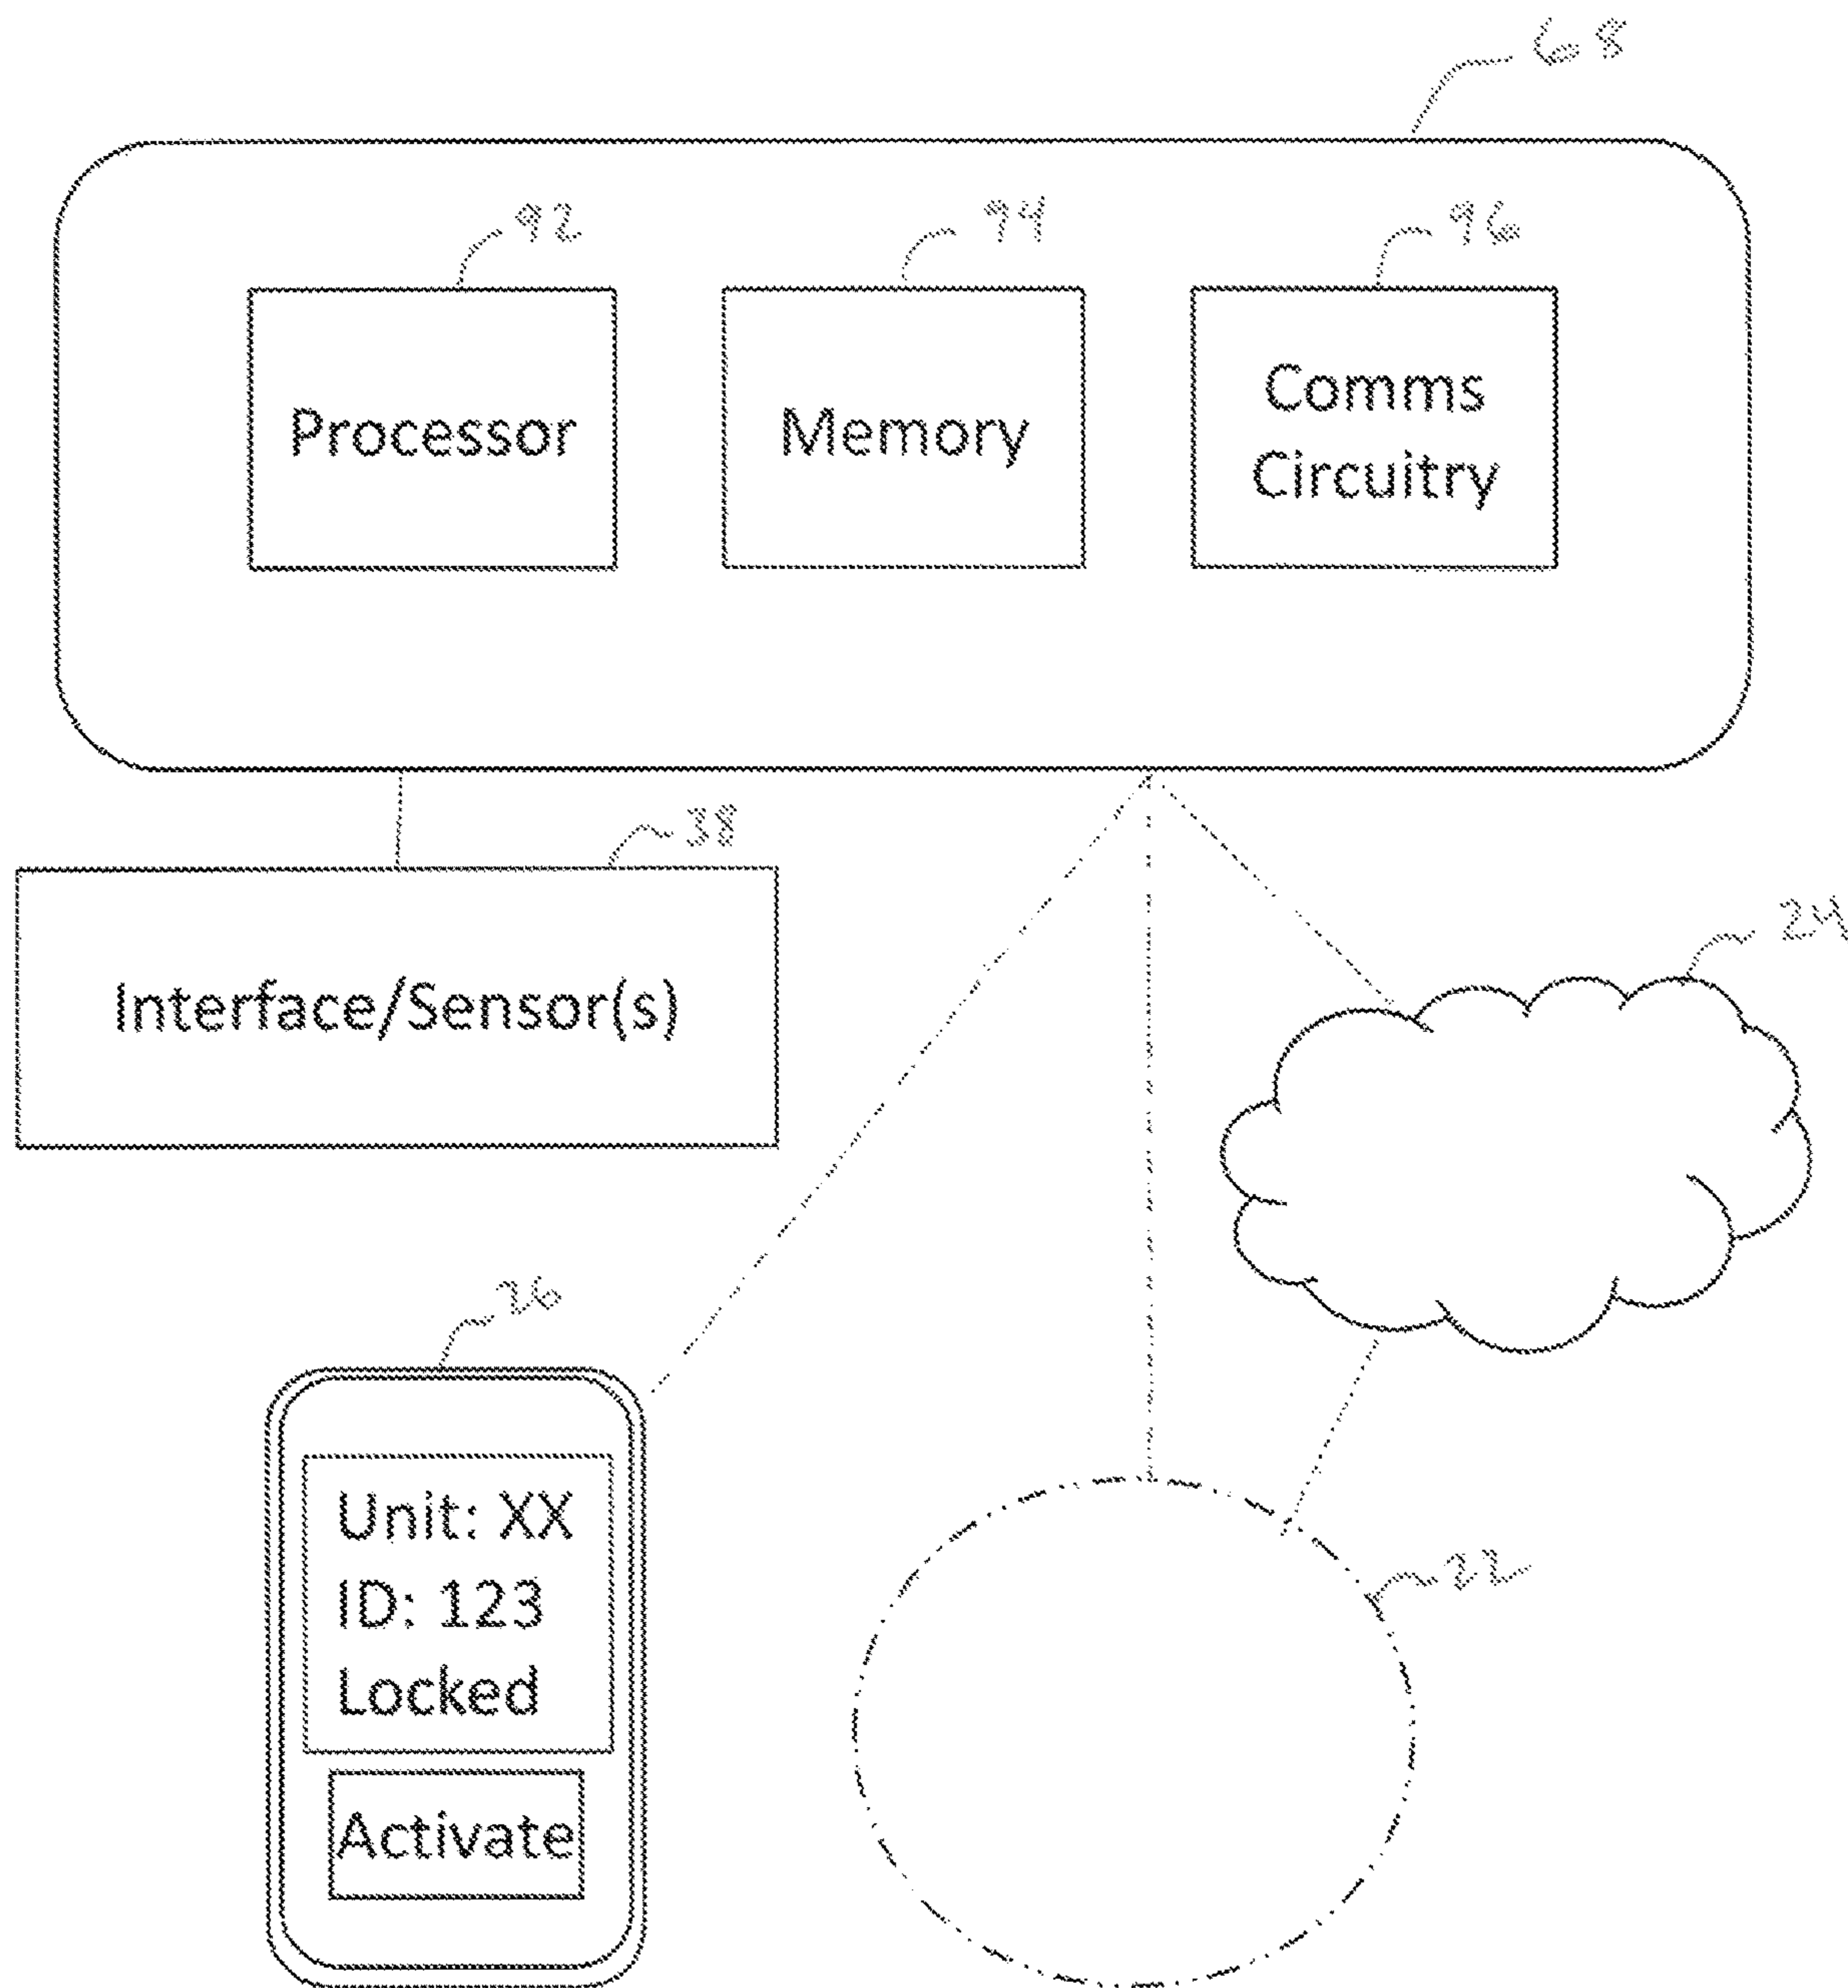 68
92
94
96
Processor
Memory
Comms
Circuitry
38
Interface/Sensor(s)
24
26
Unit: XX
ID: 123
Locked
Activate
22